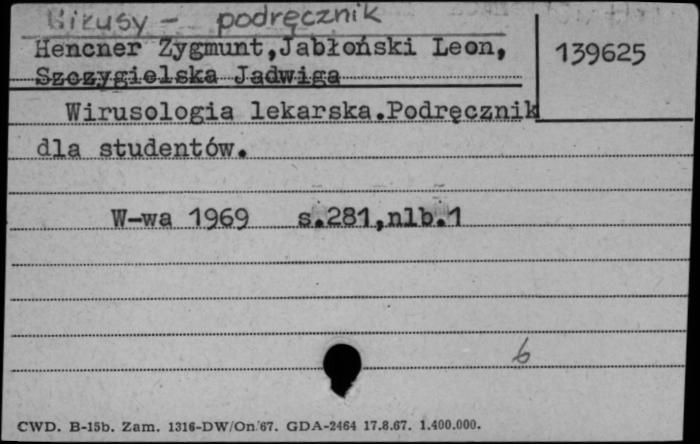 Wirusy - podręcznik
Hencner Zygmunt,Jabłoński Leon,
139625
Szczygielska Jadwiga
Wirusologia lekarska.Podręcznik
dla studentów.
W-wa 1969 s.281,nlb.1
6
CWD. B-15b. Zam. 1316-DW/On/67. GDA-2464 17.8.67. 1.400.000.